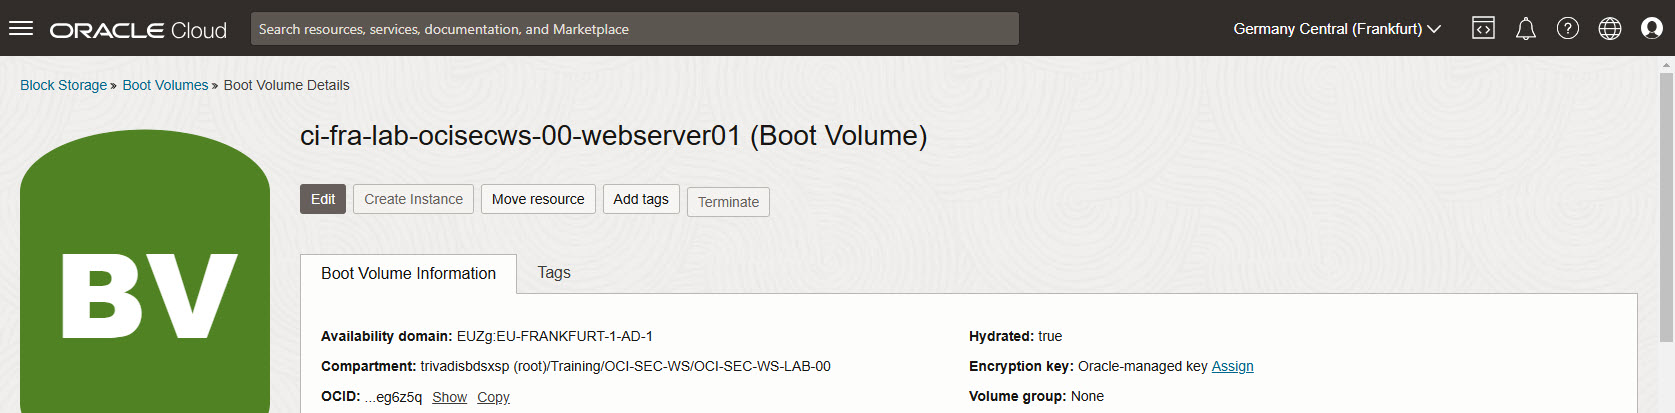 ORACLE Cloud
Search resources, services, documentation, and Marketplace
Germany Central (Frankfurt)
Block Storage » Boot Volumes » Boot Volume Details
BV
ci-fra-lab-ocisecws-00-webserver01 (Boot Volume)
Edit Create Instance Move resource Add tags Terminate
Boot Volume Information Tags
Availability domain: EUZg:EU-FRANKFURT-1-AD-1
Compartment: trivadisbdsxsp (root)/Training/OCI-SEC-WS/OCI-SEC-WS-LAB-00
OCID: ...eg6z5q Show Copy
Hydrated: true
Encryption key: Oracle-managed key Assign
Volume group: None